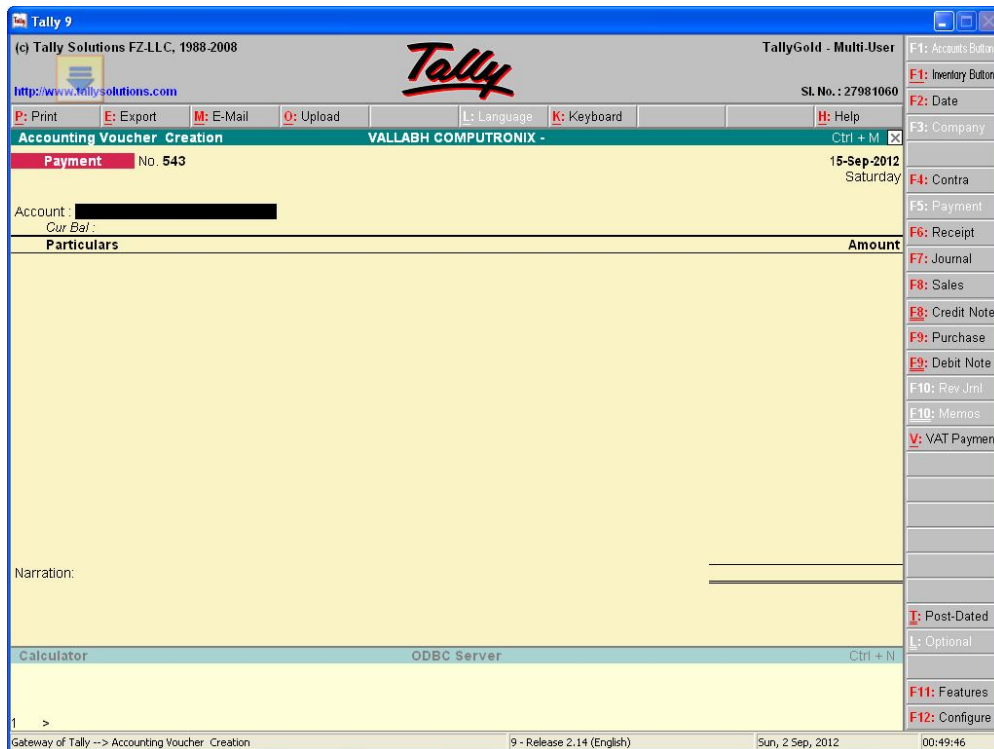 Tally 9
(c) Tally Solutions FZ-LLC, 1988-2008
Tally
TallyGold - Multi-User
http://www.tallysolutions.com
Sl. No. : 27981060
P: Print E: Export M: E-Mail O: Upload L: Language K: Keyboard H: Help
Accounting Voucher Creation VALLABH COMPUTRONIX - Ctrl + M
Payment No. 543 15-Sep-2012
Saturday
Account :
Cur Bal :
Particulars Amount
Narration:
Calculator ODBC Server Ctrl + N
1 >
Gateway of Tally --> Accounting Voucher Creation 9 - Release 2.14 (English) Sun, 2 Sep, 2012 00:49:46
F1: Accounts Button
F1: Inventory Button
F2: Date
F3: Company
F4: Contra
F5: Payment
F6: Receipt
F7: Journal
F8: Sales
F8: Credit Note
F9: Purchase
F9: Debit Note
F10: Rev Jrnl
F10: Memos
V: VAT Paymen
T: Post-Dated
L: Optional
F11: Features
F12: Configure